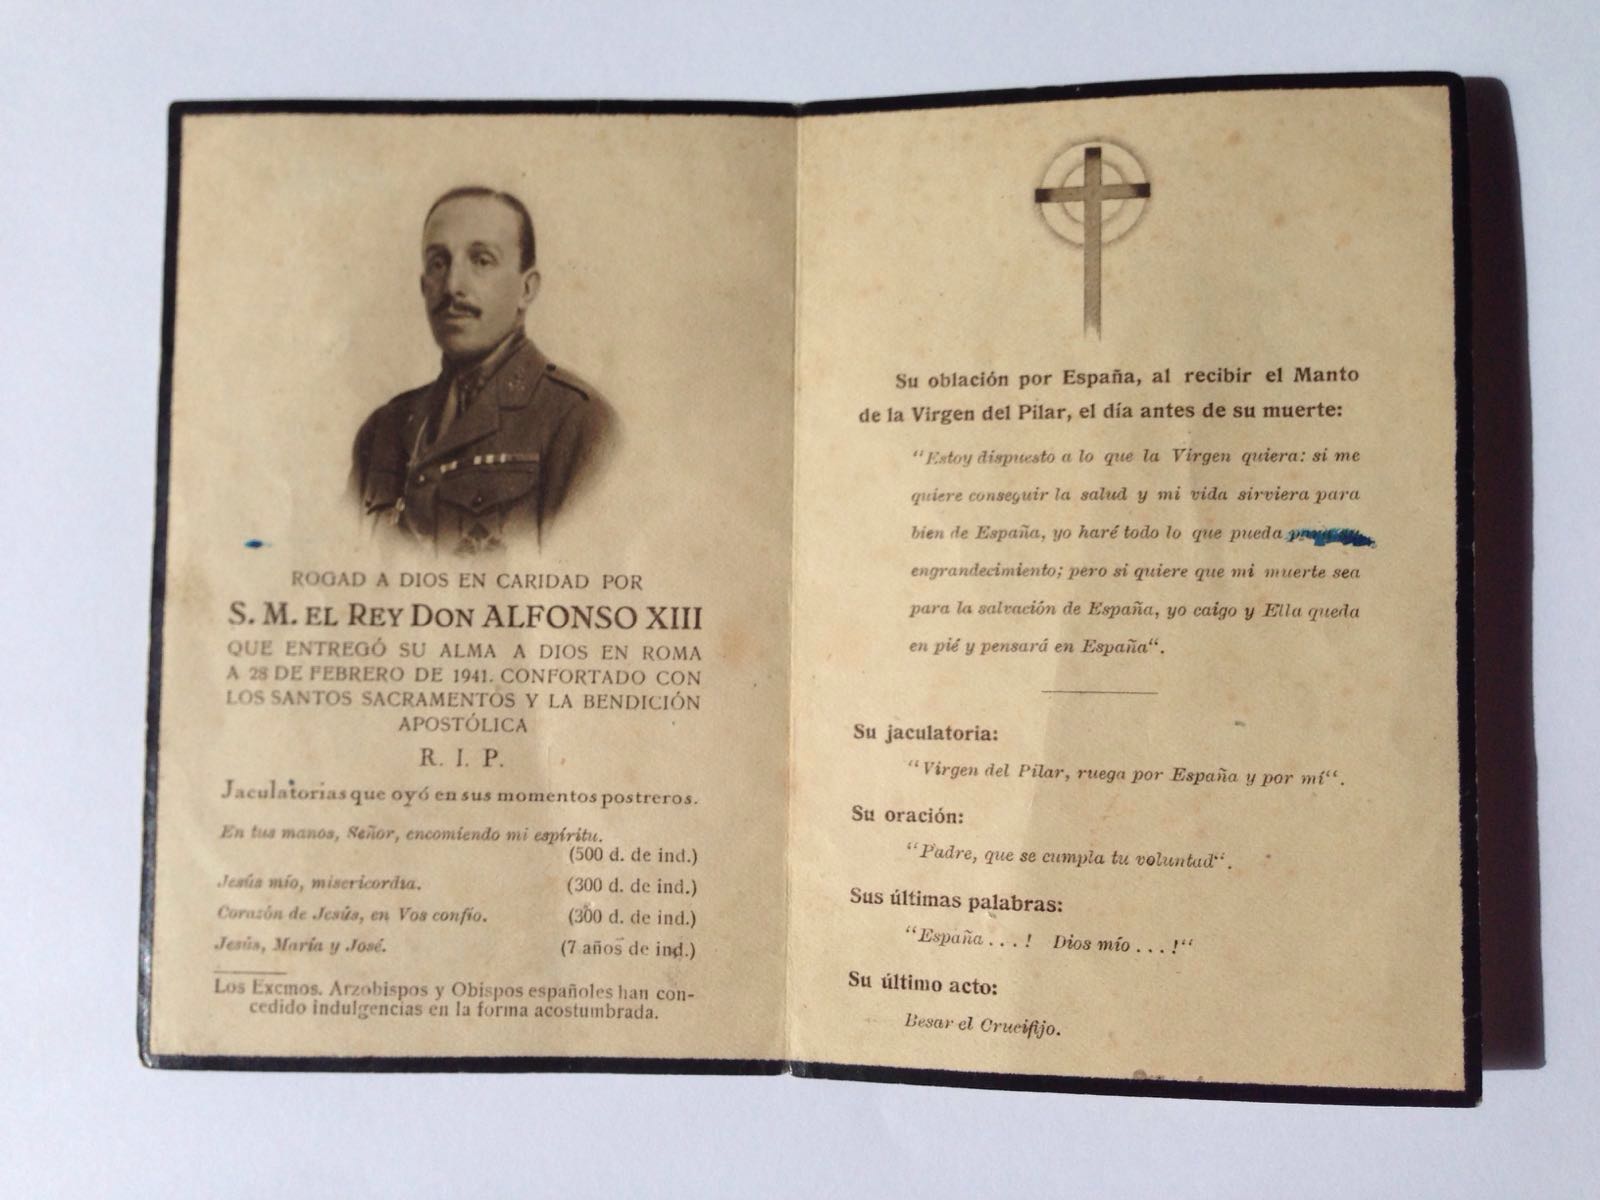 ROGAD A DIOS EN CARIDAD POR
S. M. EL REY DON ALFONSO XIII
QUE ENTREGÓ SU ALMA A DIOS EN ROMA
A 28 DE FEBRERO DE 1941. CONFORTADO CON
LOS SANTOS SACRAMENTOS Y LA BENDICIÓN
APOSTÓLICA
R. I. P.
Jaculatorias que oyó en sus momentos postreros.
En tus manos, Señor, encomiendo mi espíritu.
(500 d. de ind.)
Jesús mío, misericordia. (300 d. de ind.)
Corazón de Jesús, en Vos confío. (300 d. de ind.)
Jesús, María y José. (7 años de ind.)
Los Excmos. Arzobispos y Obispos españoles han con-
cedido indulgencias en la forma acostumbrada.
Su oblación por España, al recibir el Manto
de la Virgen del Pilar, el día antes de su muerte:
“Estoy dispuesto a lo que la Virgen quiera: si me
quiere conseguir la salud y mi vida sirviera para
bien de España, yo haré todo lo que pueda
engrandecimiento; pero si quiere que mi muerte sea
para la salvación de España, yo caigo y Ella queda
en pié y pensará en España“.
Su jaculatoria:
“Virgen del Pilar, ruega por España y por mí“.
Su oración:
“Padre, que se cumpla tu voluntad“.
Sus últimas palabras:
“España . . . ! Dios mío . . . !“
Su último acto:
Besar el Crucifijo.